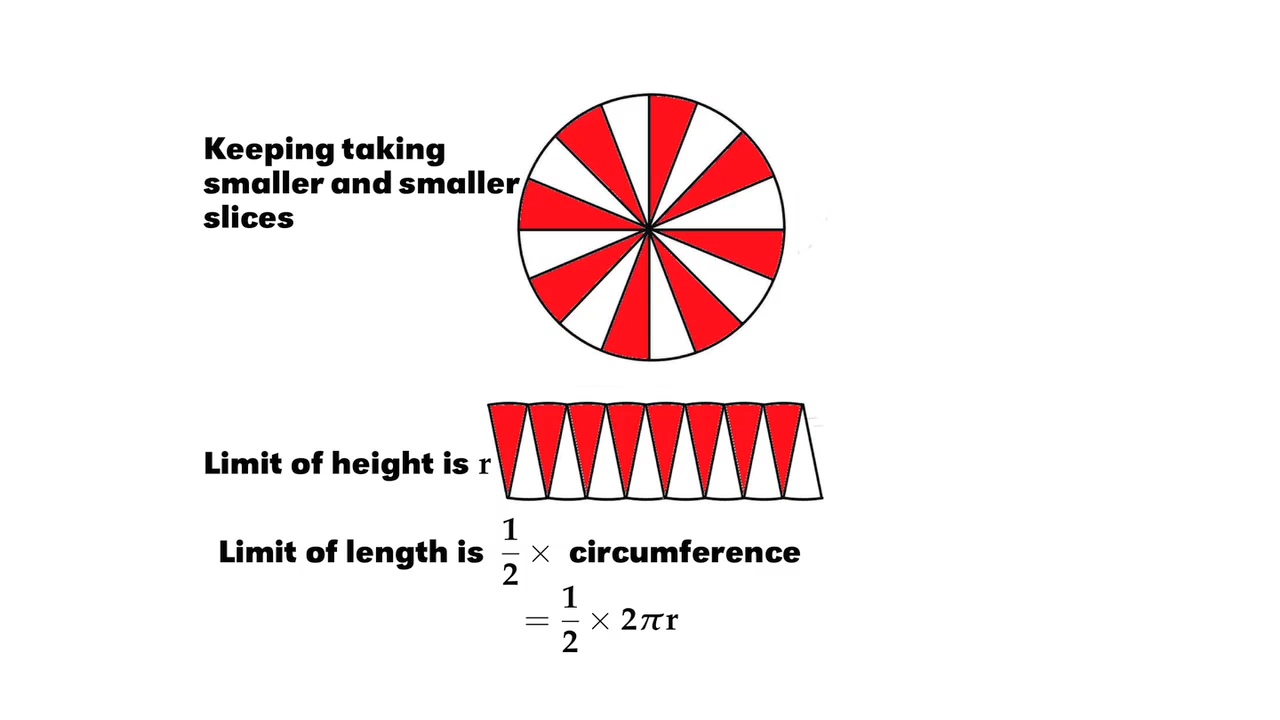 Keeping taking
smaller and smaller
slices
Limit of height is r
Limit of length is 1/2 × circumference
= 1/2 × 2πr